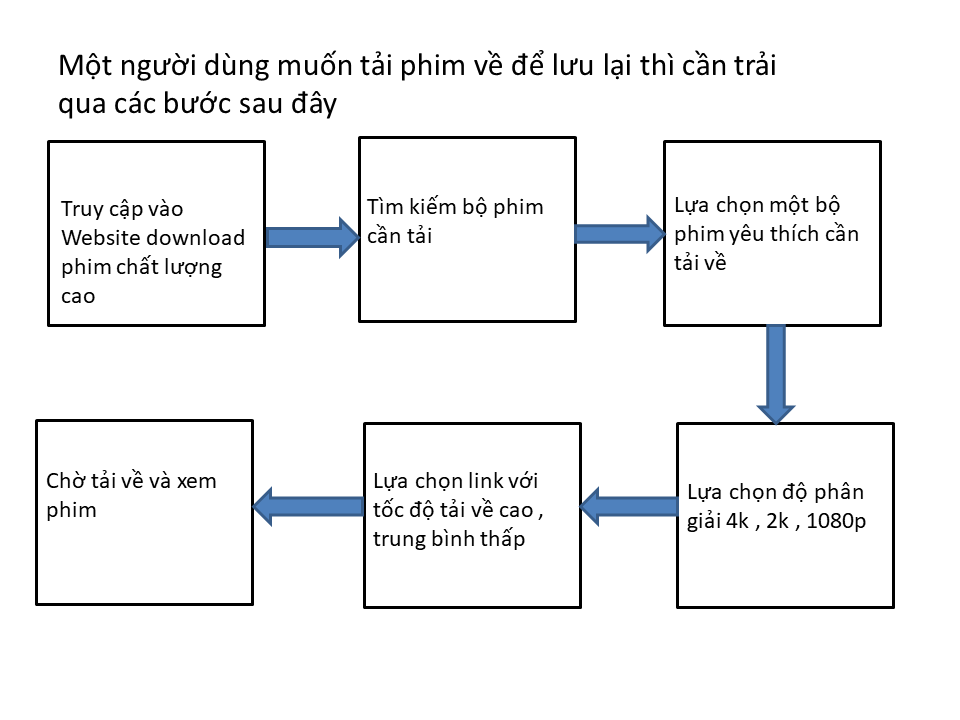 Một người dùng muốn tải phim về để lưu lại thì cần trải
qua các bước sau đây
Truy cập vào
Website download
phim chất lượng
cao
Tìm kiếm bộ phim
cần tải
Lựa chọn một bộ
phim yêu thích cần
tải về
Lựa chọn độ phân
giải 4k , 2k , 1080p
Lựa chọn link với
tốc độ tải về cao ,
trung bình thấp
Chờ tải về và xem
phim